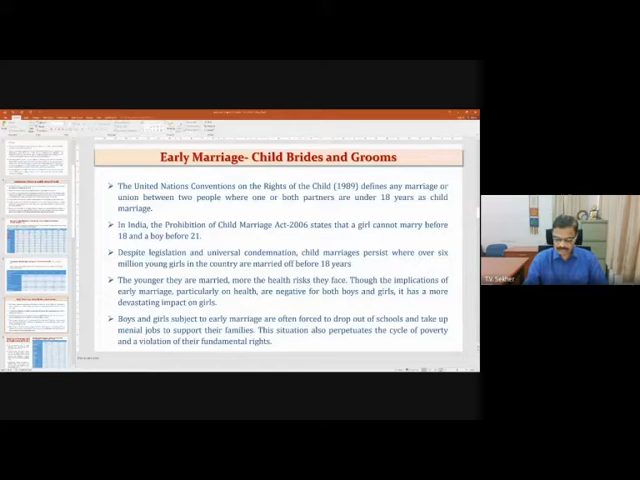 Early Marriage- Child Brides and Grooms
The United Nations Conventions on the Rights of the Child (1989) defines any marriage or
union between two people where one or both partners are under 18 years as child
marriage.
In India, the Prohibition of Child Marriage Act-2006 states that a girl cannot marry before
18 and a boy before 21.
Despite legislation and universal condemnation, child marriages persist where over six
million young girls in the country are married off before 18 years
The younger they are married, more the health risks they face. Though the implications of
early marriage, particularly on health, are negative for both boys and girls, it has a more
devastating impact on girls.
Boys and girls subject to early marriage are often forced to drop out of schools and take up
menial jobs to support their families. This situation also perpetuates the cycle of poverty
and a violation of their fundamental rights.
T.V. Sekher